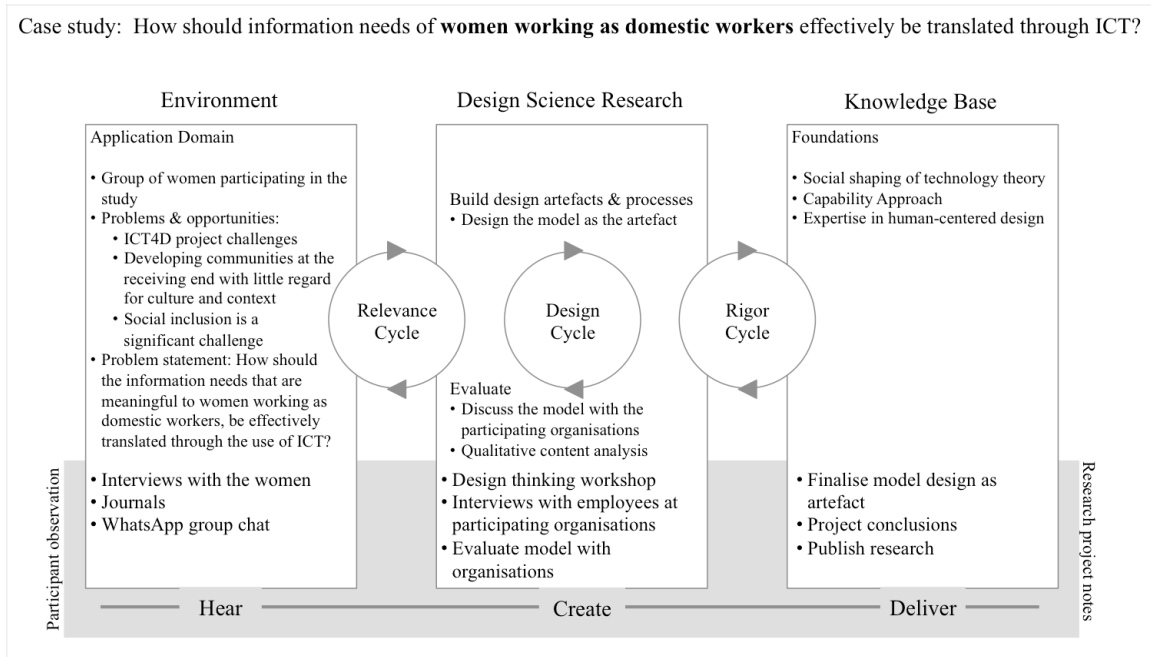 Case study: How should information needs of women working as domestic workers effectively be translated through ICT?
Environment
Application Domain
• Group of women participating in the
study
• Problems & opportunities:
• ICT4D project challenges
• Developing communities at the
receiving end with little regard
for culture and context
• Social inclusion is a
significant challenge
• Problem statement: How should
the information needs that are
meaningful to women working as
domestic workers, be effectively
translated through the use of ICT?
• Interviews with the women
• Journals
• WhatsApp group chat
Hear
Relevance
Cycle
Design Science Research
Build design artefacts & processes
• Design the model as the artefact
Design
Cycle
Evaluate
• Discuss the model with the
participating organisations
• Qualitative content analysis
• Design thinking workshop
• Interviews with employees at
participating organisations
• Evaluate model with
organisations
Create
Rigor
Cycle
Knowledge Base
Foundations
• Social shaping of technology theory
• Capability Approach
• Expertise in human-centered design
• Finalise model design as
artefact
• Project conclusions
• Publish research
Deliver
Participant observation
Research project notes